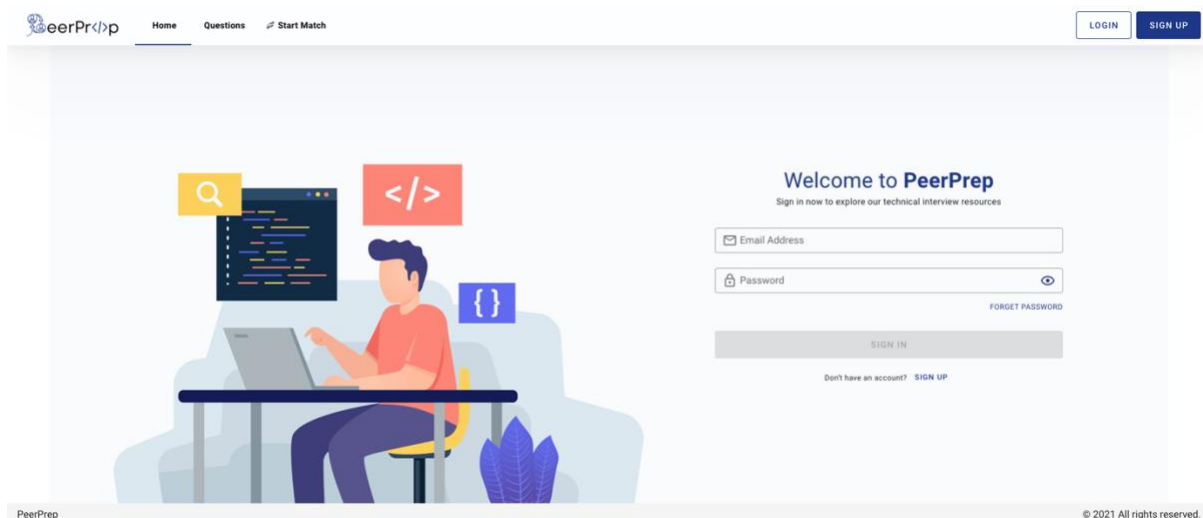 PeerPr</>p
Home
Questions
Start Match
LOGIN
SIGN UP
</>
{ }
Welcome to PeerPrep
Sign in now to explore our technical interview resources
Email Address
Password
FORGET PASSWORD
SIGN IN
Don't have an account? SIGN UP
PeerPrep
© 2021 All rights reserved.